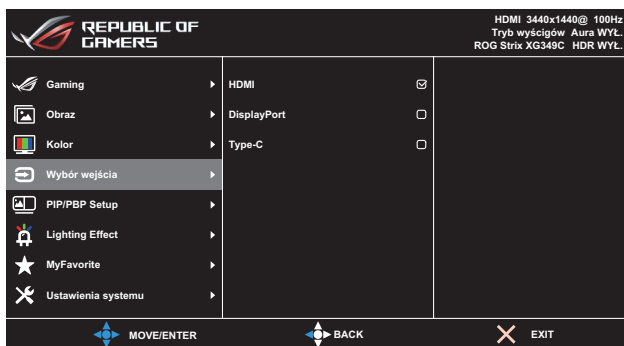 REPUBLIC OF
GAMERS
HDMI 3440x1440@ 100Hz
Tryb wyścigów Aura WYŁ.
ROG Strix XG349C HDR WYŁ.
Gaming
HDMI
Obraz
DisplayPort
Kolor
Type-C
Wybór wejścia
PIP/PBP Setup
Lighting Effect
MyFavorite
Ustawienia systemu
MOVE/ENTER
BACK
EXIT